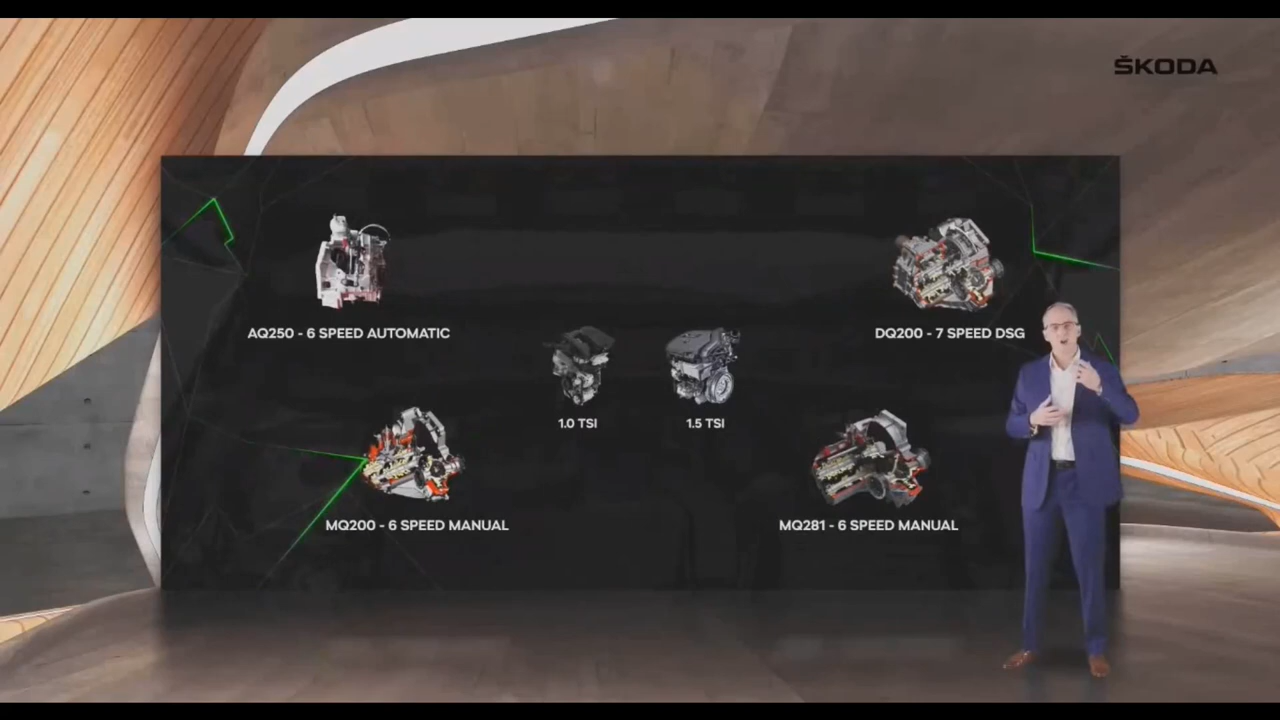 ŠKODA
AQ250 - 6 SPEED AUTOMATIC
DQ200 - 7 SPEED DSG
1.0 TSI
1.5 TSI
MQ200 - 6 SPEED MANUAL
MQ281 - 6 SPEED MANUAL